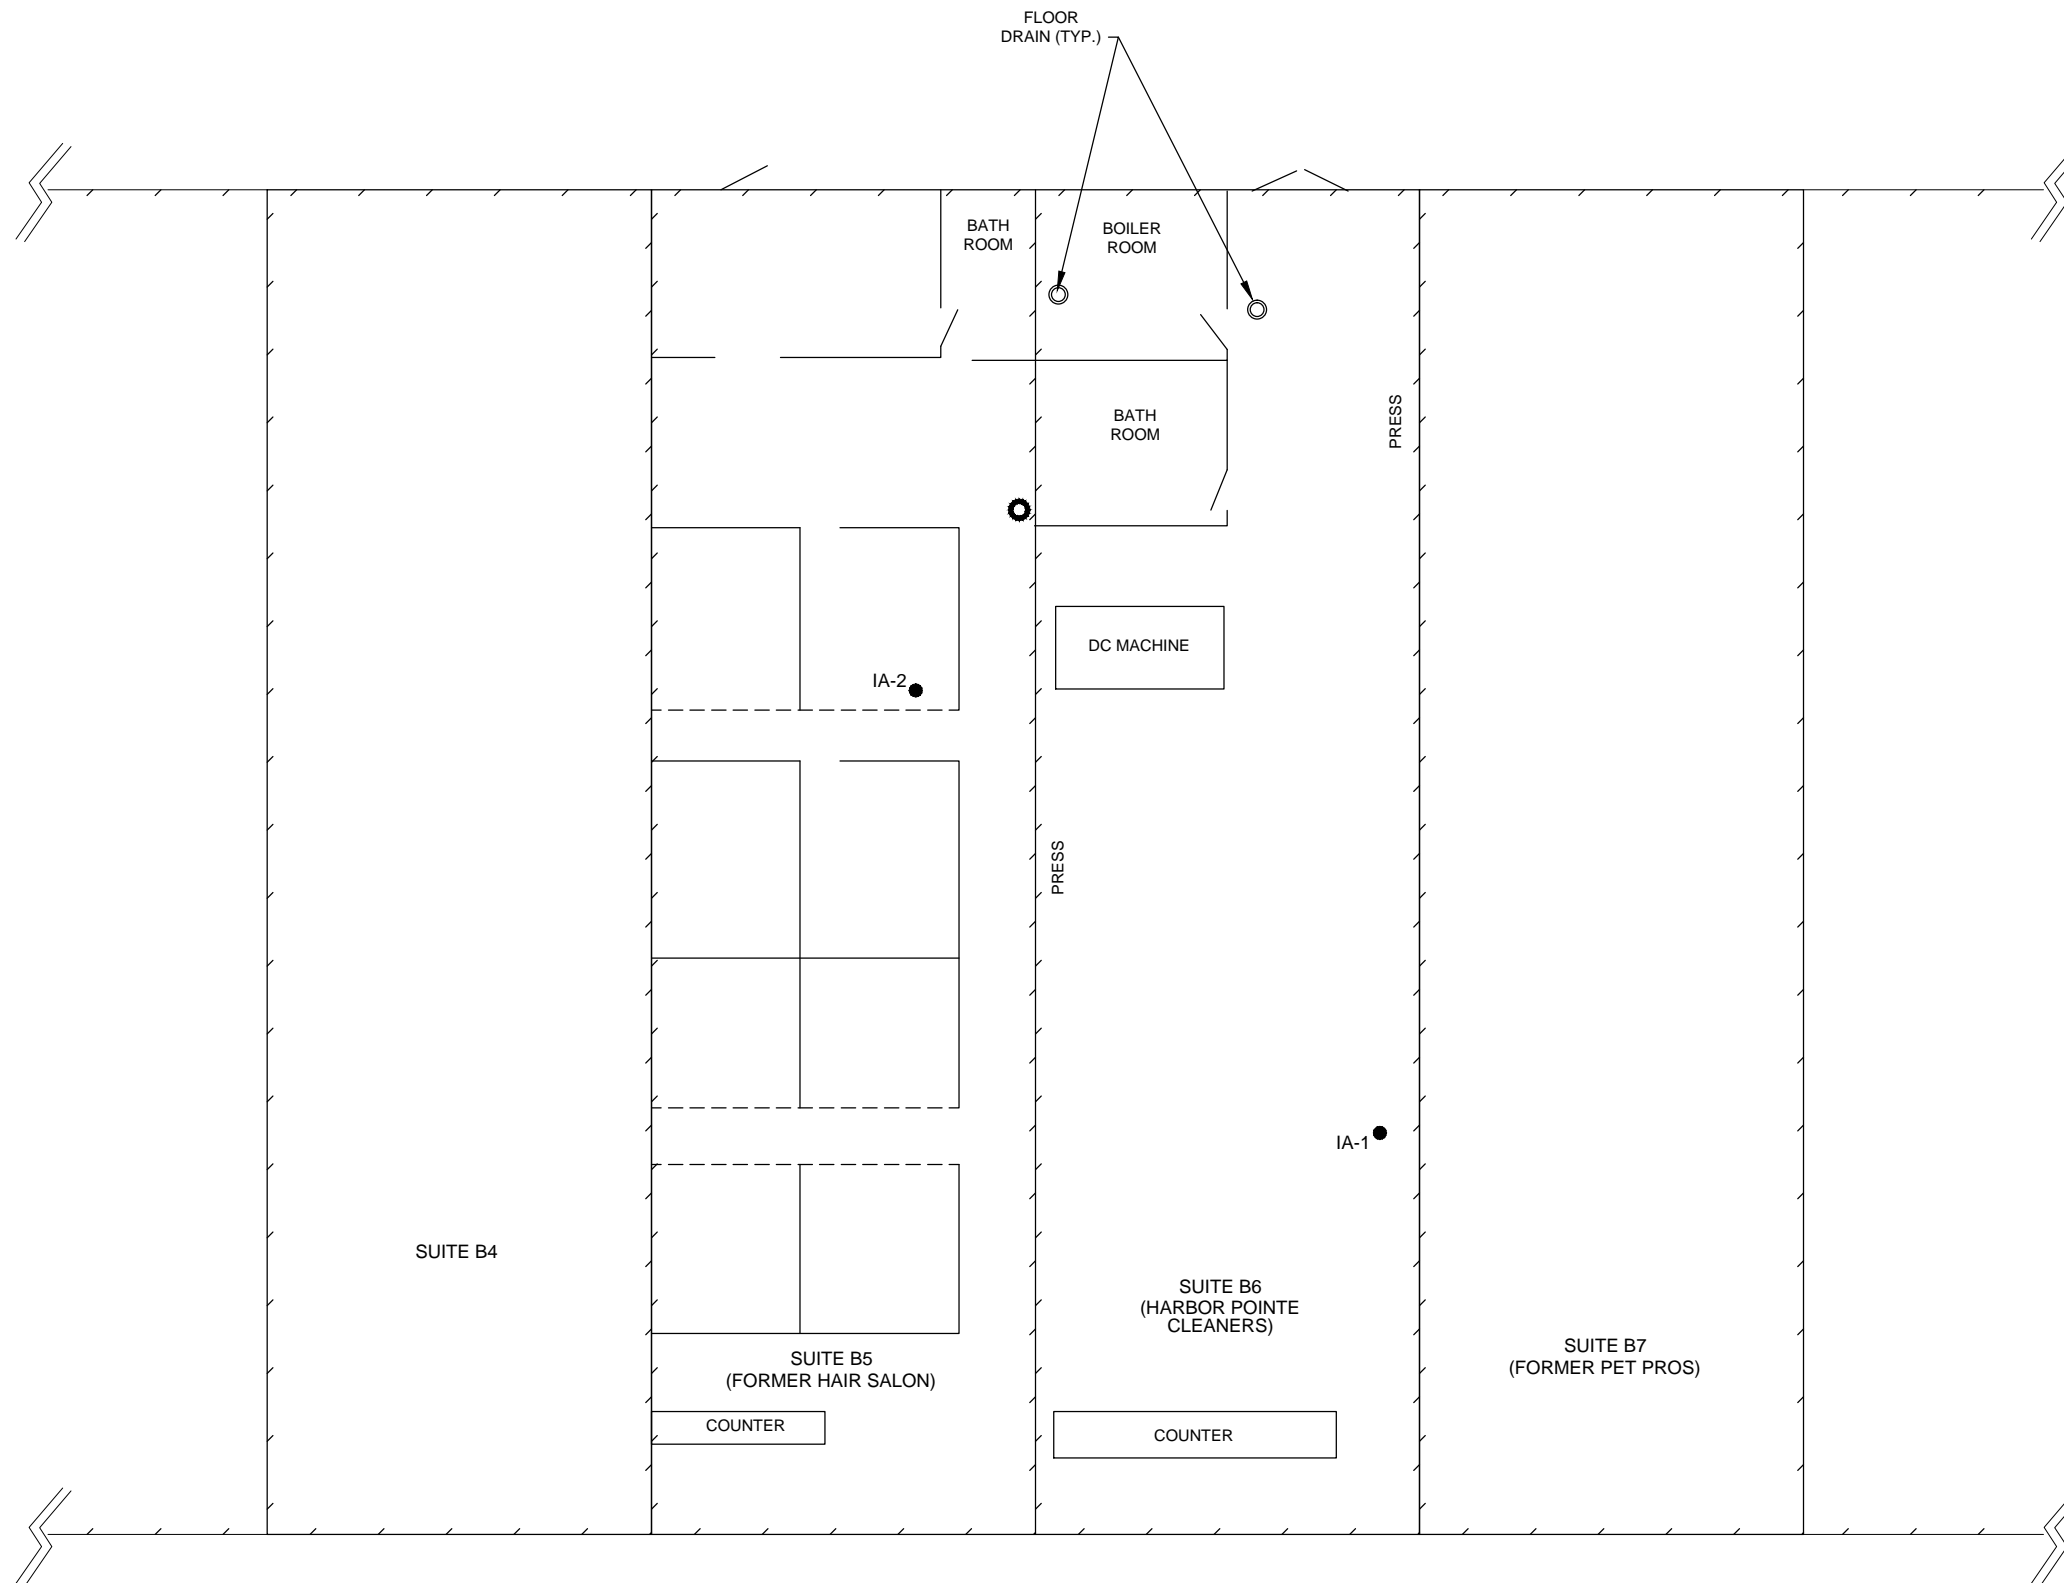 FLOOR
DRAIN (TYP.)
BATH
ROOM
BOILER
ROOM
BATH
ROOM
PRESS
DC MACHINE
IA-2
PRESS
IA-1
SUITE B4
SUITE B6
(HARBOR POINTE
CLEANERS)
SUITE B5
(FORMER HAIR SALON)
SUITE B7
(FORMER PET PROS)
COUNTER
COUNTER